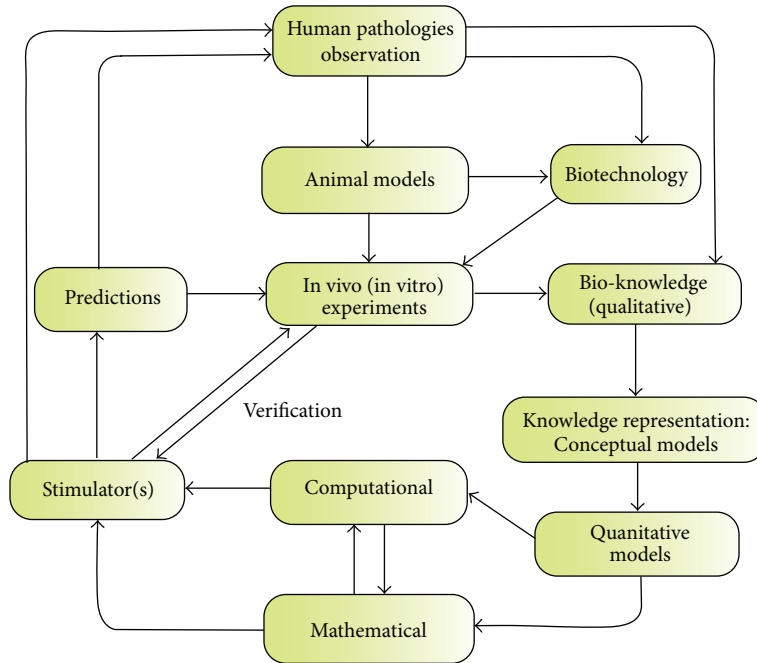 Human pathologies
observation
Animal models
Biotechnology
Predictions
In vivo (in vitro)
experiments
Bio-knowledge
(qualitative)
Verification
Knowledge representation:
Conceptual models
Stimulator(s)
Computational
Quanitative
models
Mathematical